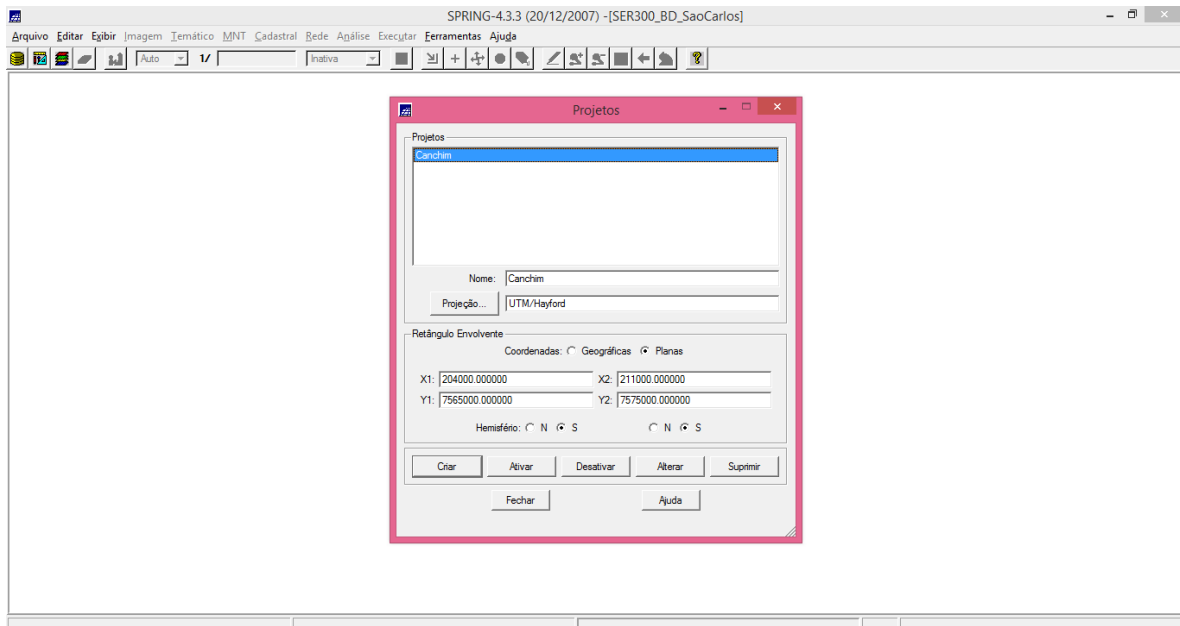 SPRING-4.3.3 (20/12/2007) -[SER300_BD_SaoCarlos]
Arquivo Editar Exibir Imagem Temático MNT Cadastral Rede Análise Executar Ferramentas Ajuda
Auto 1/ Inativa
Projetos
Projetos
Canchim
Nome: Canchim
Projeção... UTM/Hayford
Retângulo Envolvente
Coordenadas: Geográficas Planas
X1: 204000.000000 X2: 211000.000000
Y1: 7565000.000000 Y2: 7575000.000000
Hemisfério: N S N S
Criar Ativar Desativar Alterar Suprimir
Fechar Ajuda